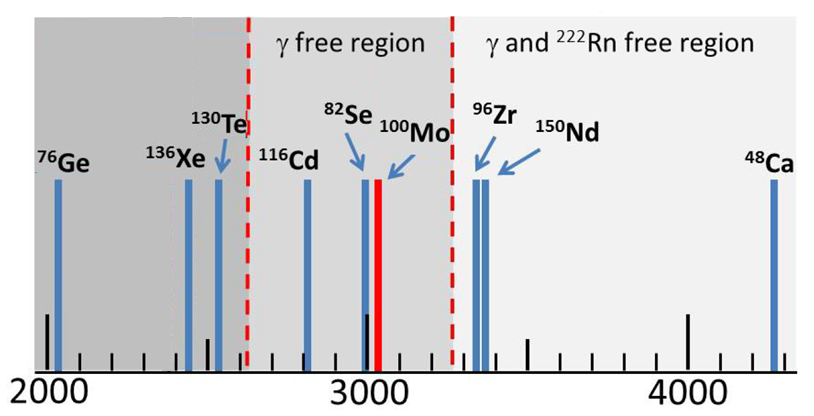 γ free region
γ and ²²²Rn free region
⁸²Se
⁹⁶Zr
¹³⁰Te
¹⁰⁰Mo
¹⁵⁰Nd
⁷⁶Ge
¹³⁶Xe
¹¹⁶Cd
⁴⁸Ca
2000
3000
4000